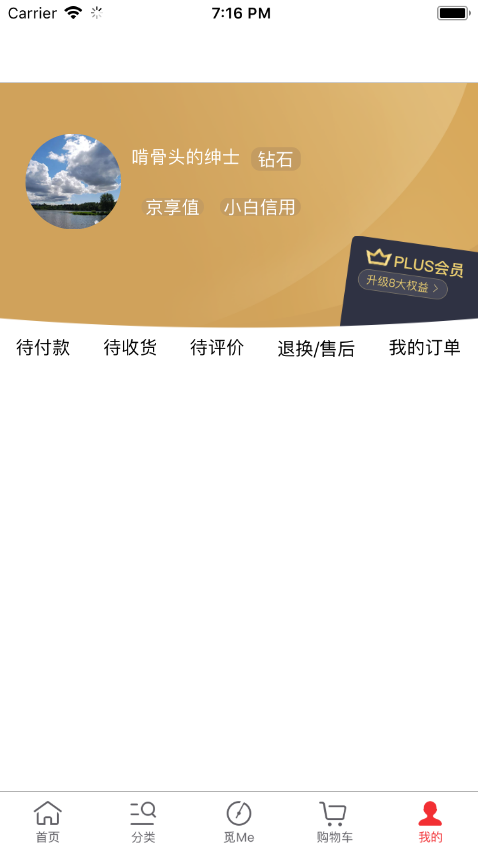 Carrier 7:16 PM
啃骨头的绅士 钻石
京享值 小白信用
PLUS会员
升级8大权益 >
待付款 待收货 待评价 退换/售后 我的订单
首页 分类 觅Me 购物车 我的